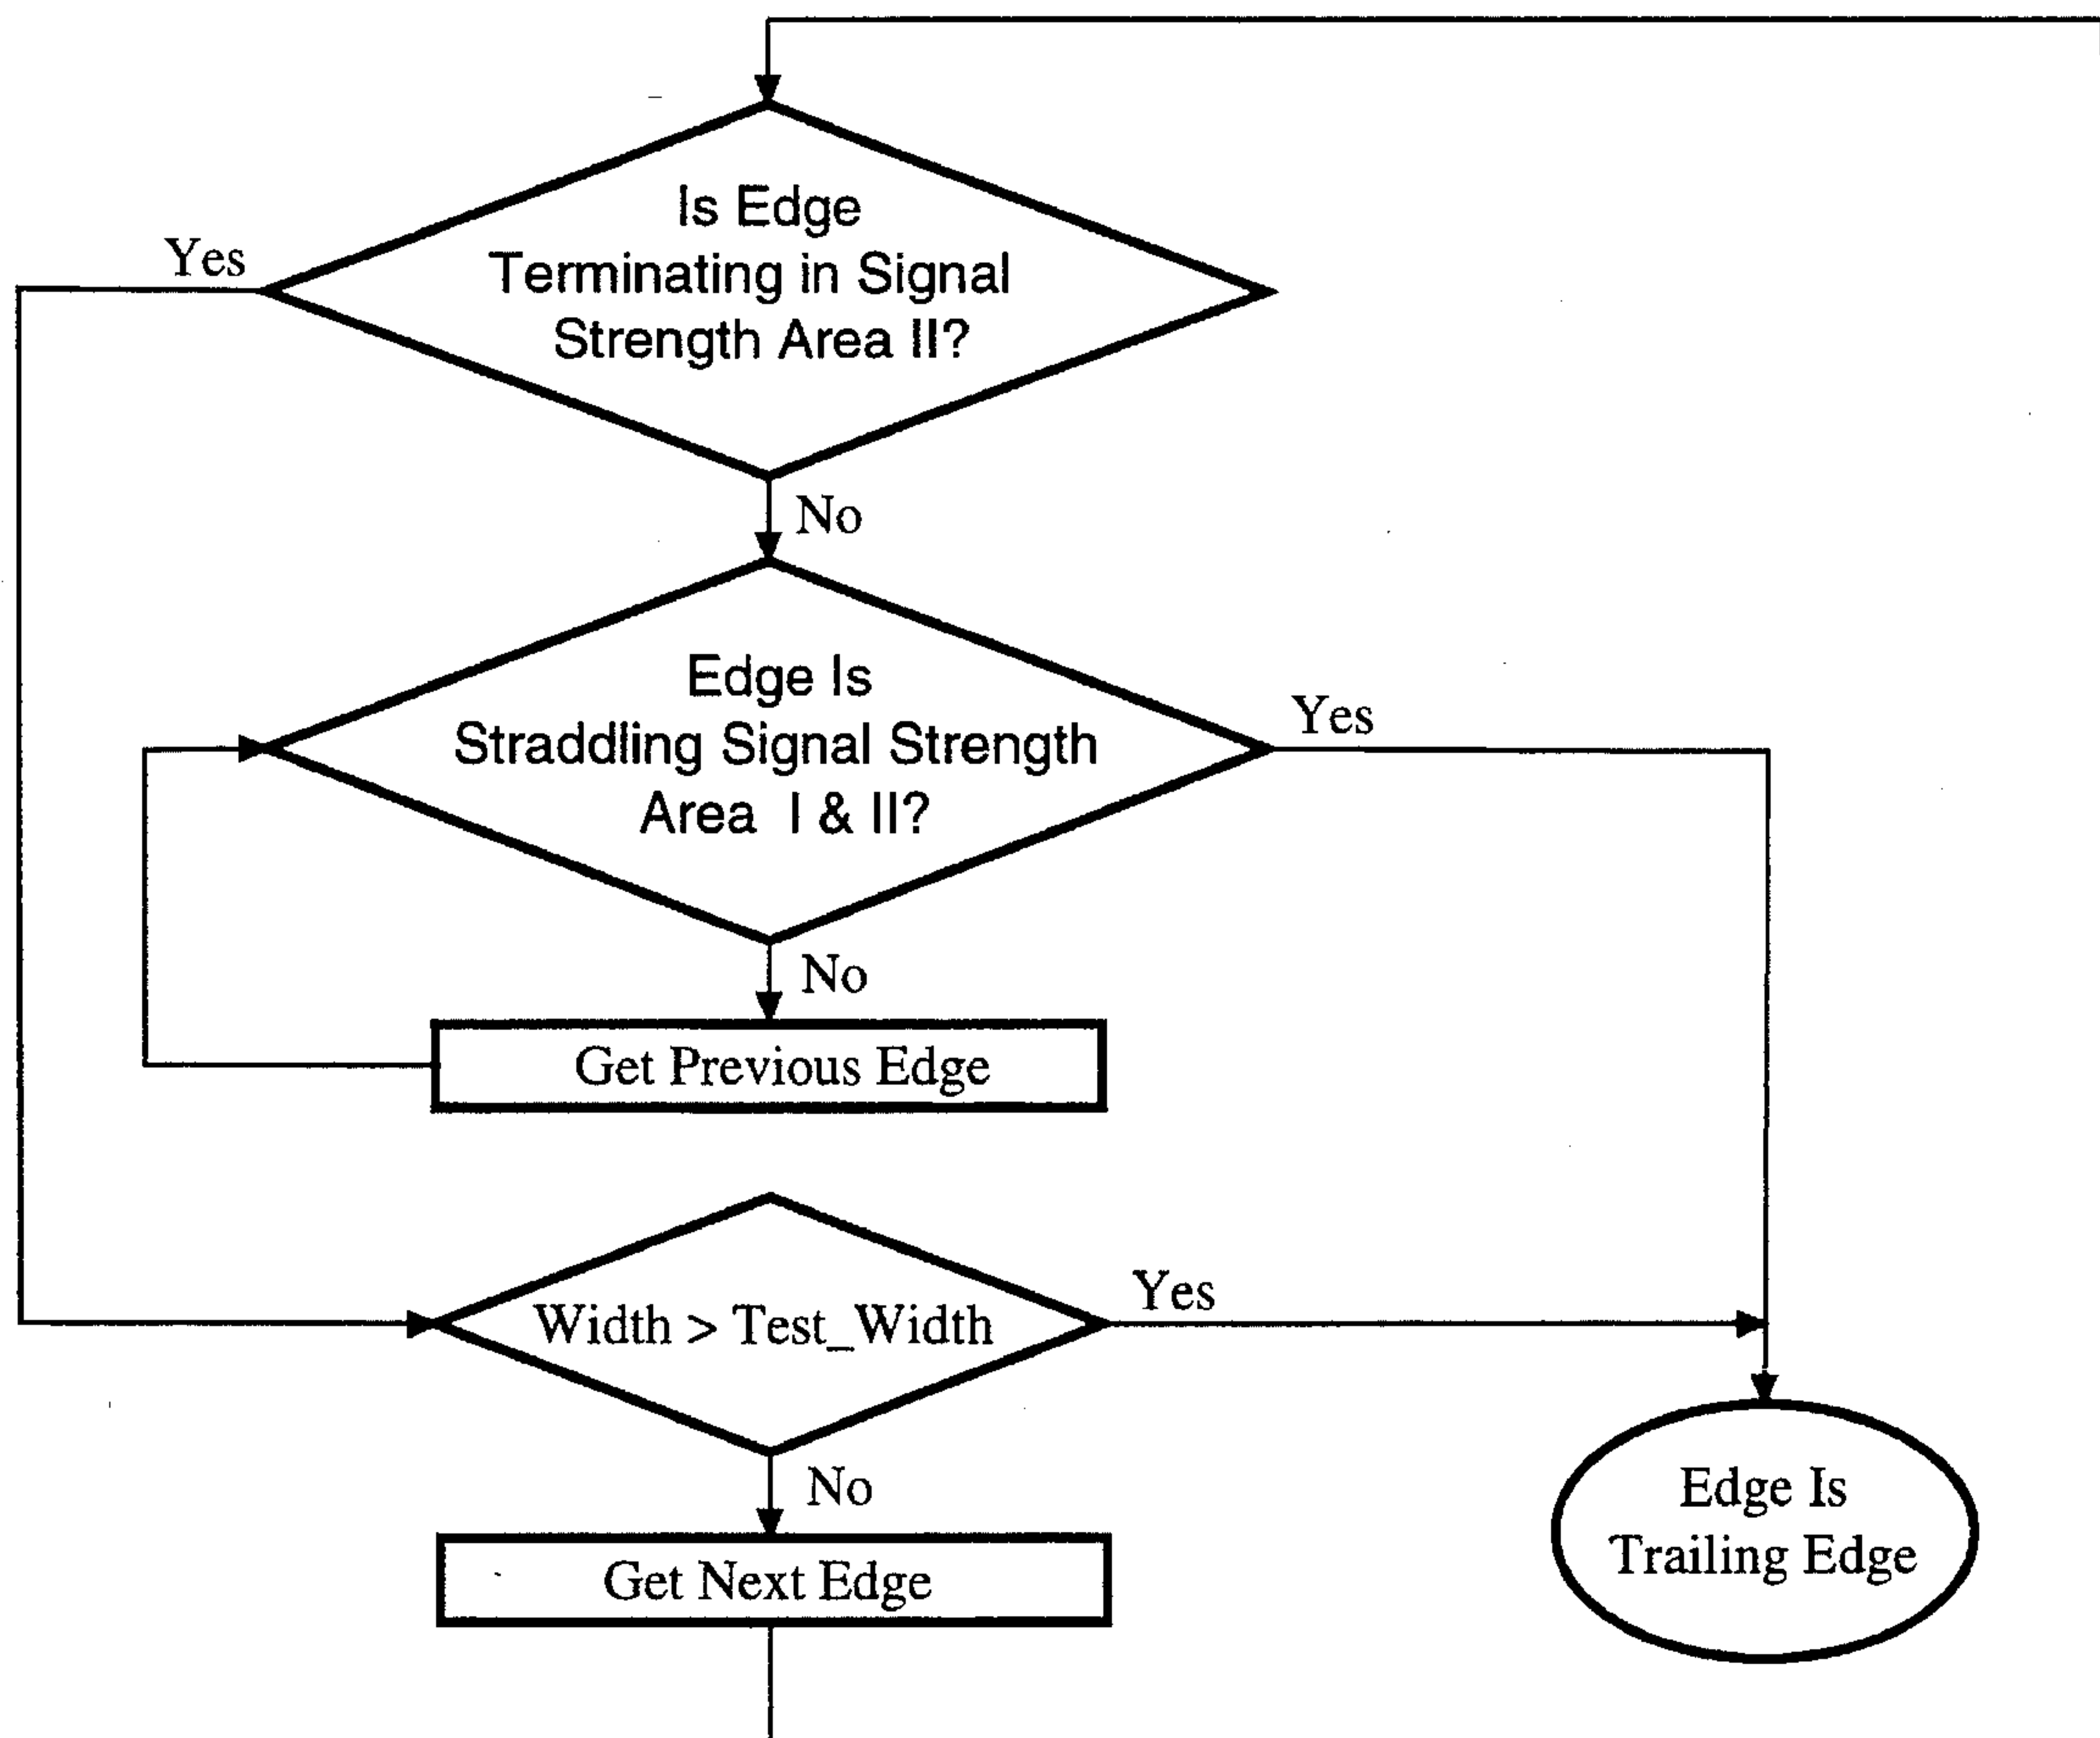 Is Edge
Terminating in Signal
Strength Area II?
Yes
No
Edge Is
Straddling Signal Strength
Area I & II?
Yes
No
Get Previous Edge
Width > Test_Width
Yes
No
Get Next Edge
Edge Is
Trailing Edge